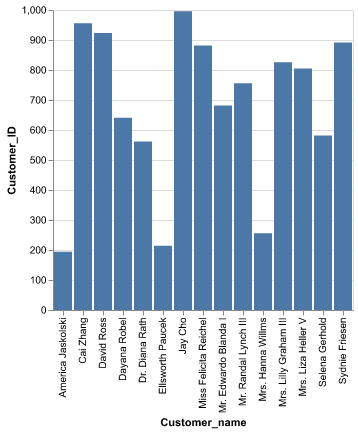 1,000
900
800
700
600
500
400
300
200
100
0
Customer_ID
America Jaskolski
Cai Zhang
David Ross
Dayana Robel
Dr. Diana Rath
Ellsworth Paucek
Jay Cho
Miss Felicita Reichel
Mr. Edwardo Blanda I
Mr. Randal Lynch III
Mrs. Hanna Willms
Mrs. Lilly Graham III
Mrs. Liza Heller V
Selena Gerhold
Sydnie Friesen
Customer_name